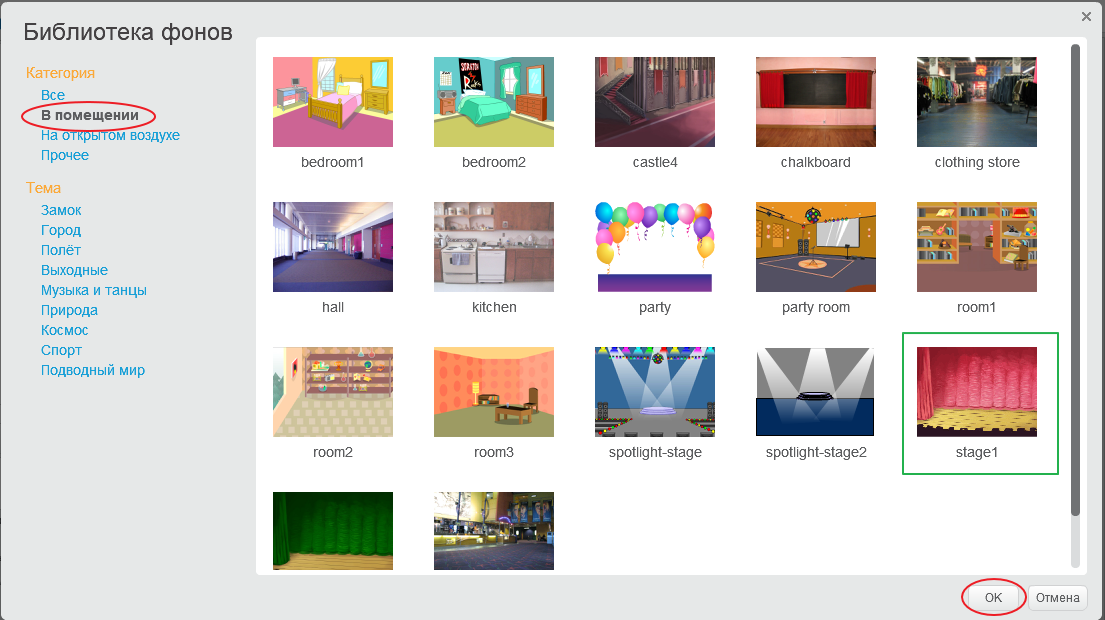 Библиотека фонов
×
Категория
Все
В помещении
На открытом воздухе
Прочее
Тема
Замок
Город
Полёт
Выходные
Музыка и танцы
Природа
Космос
Спорт
Подводный мир
bedroom1 bedroom2 castle4 chalkboard clothing store
hall kitchen party party room room1
room2 room3 spotlight-stage spotlight-stage2 stage1
OK Отмена